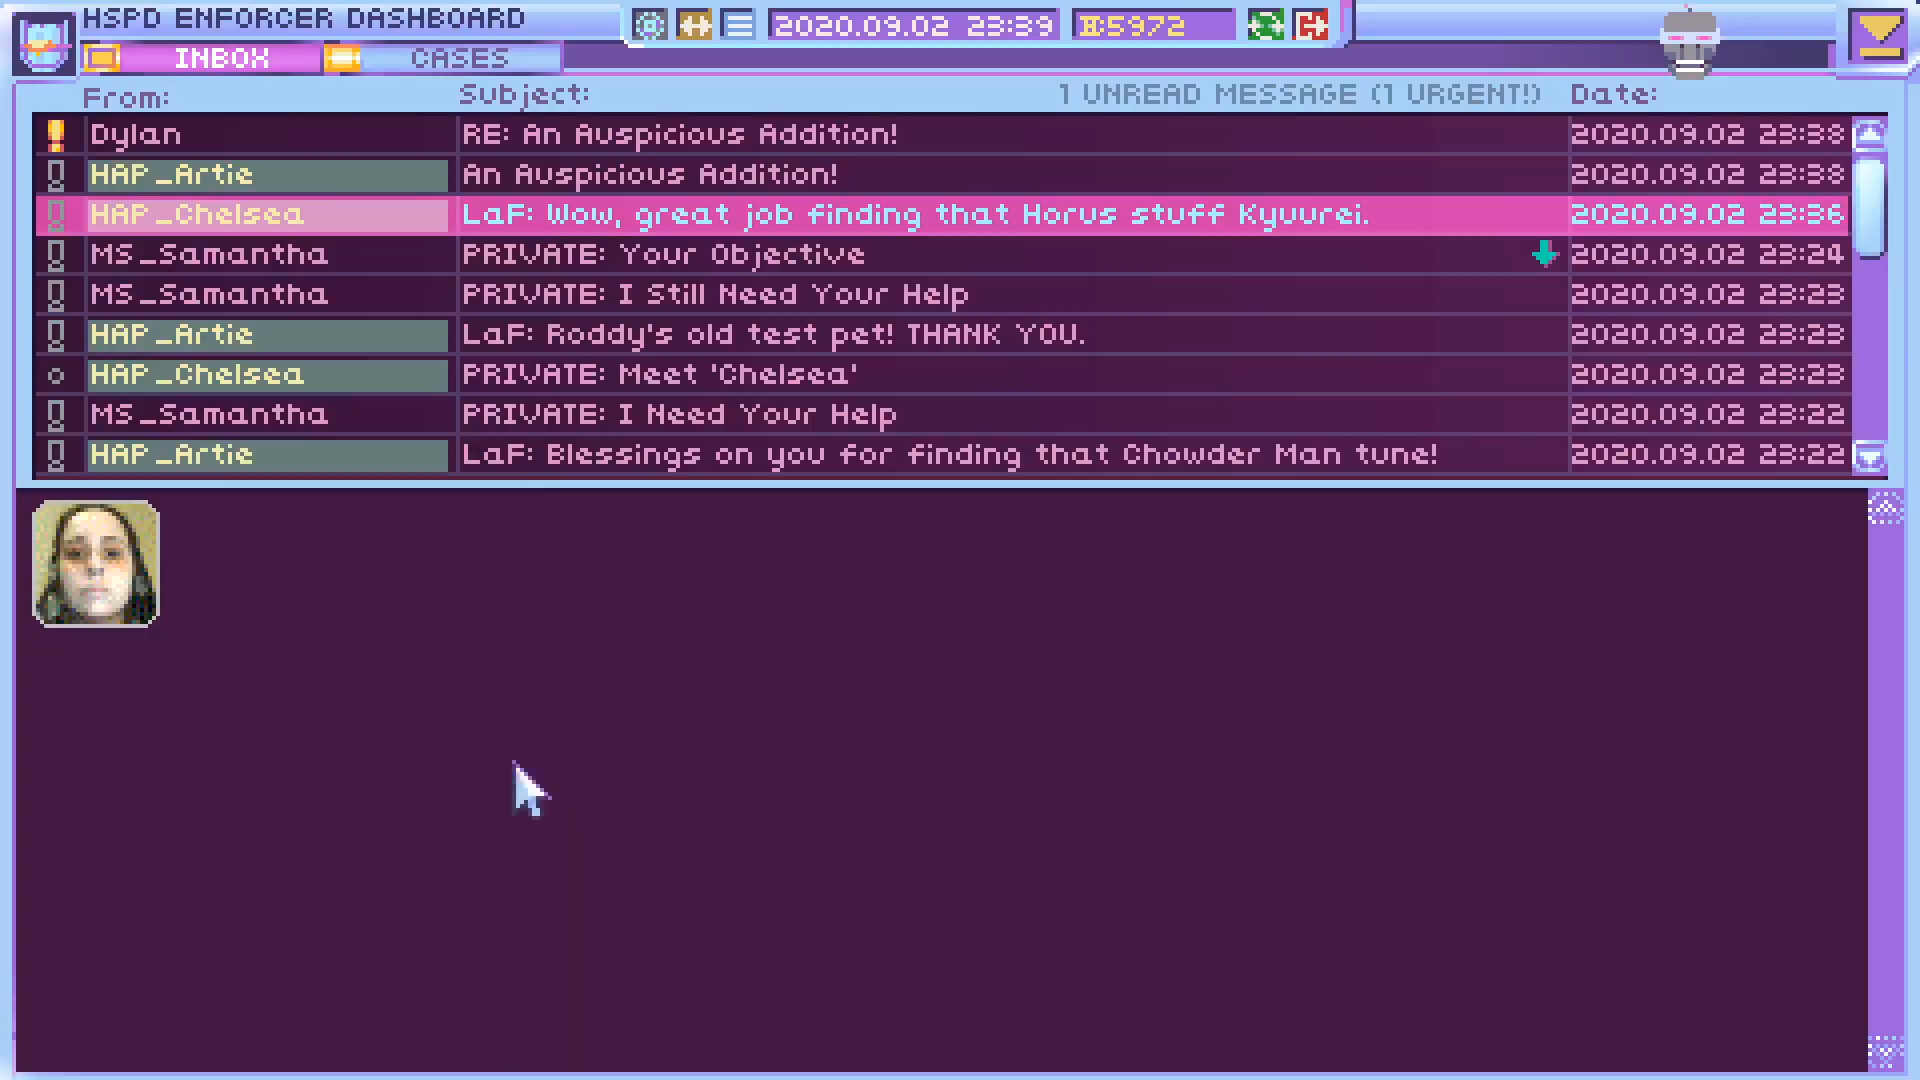 HSPD ENFORCER DASHBOARD
2020.09.02 23:39
5972
INBOX
CASES
From:
Subject:
1 UNREAD MESSAGE (1 URGENT!)
Date:
Dylan
RE: An Auspicious Addition!
2020.09.02 23:38
HAP_Artie
An Auspicious Addition!
2020.09.02 23:38
HAP_Chelsea
LaF: Wow, great job finding that Horus stuff Kyuurei.
2020.09.02 23:36
MS_Samantha
PRIVATE: Your Objective
2020.09.02 23:24
MS_Samantha
PRIVATE: I Still Need Your Help
2020.09.02 23:23
HAP_Artie
LaF: Roddy's old test pet! THANK YOU.
2020.09.02 23:23
HAP_Chelsea
PRIVATE: Meet 'Chelsea'
2020.09.02 23:23
MS_Samantha
PRIVATE: I Need Your Help
2020.09.02 23:22
HAP_Artie
LaF: Blessings on you for finding that Chowder Man tune!
2020.09.02 23:22